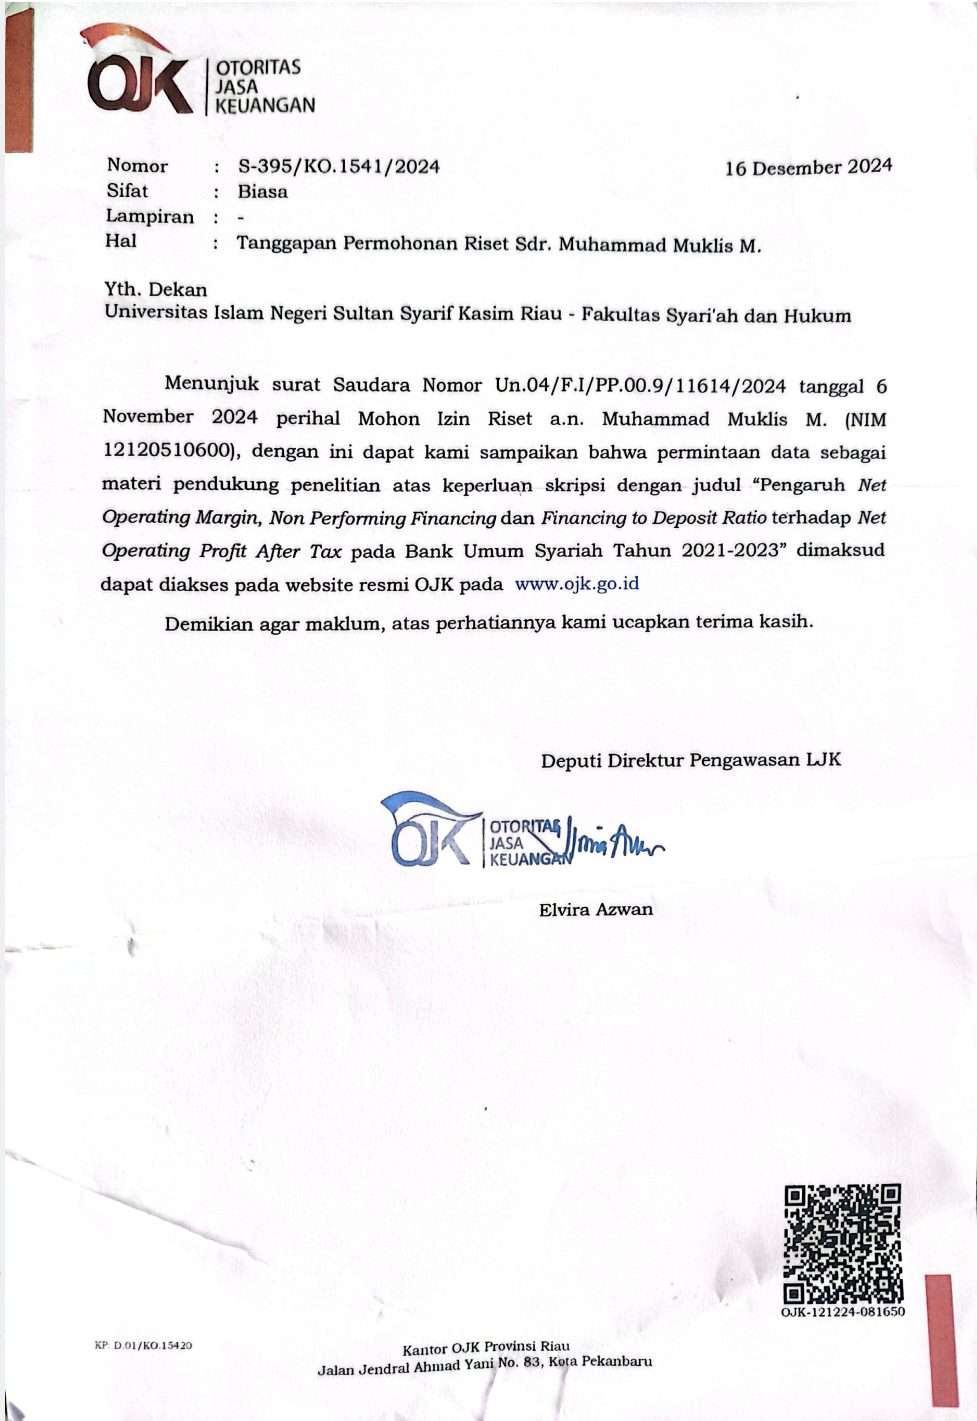 OJK OTORITAS
JASA
KEUANGAN
Nomor : S-395/KO.1541/2024 16 Desember 2024
Sifat : Biasa
Lampiran : -
Hal : Tanggapan Permohonan Riset Sdr. Muhammad Muklis M.
Yth. Dekan
Universitas Islam Negeri Sultan Syarif Kasim Riau - Fakultas Syari'ah dan Hukum
Menunjuk surat Saudara Nomor Un.04/F.I/PP.00.9/11614/2024 tanggal 6
November 2024 perihal Mohon Izin Riset a.n. Muhammad Muklis M. (NIM
12120510600), dengan ini dapat kami sampaikan bahwa permintaan data sebagai
materi pendukung penelitian atas keperluan skripsi dengan judul “Pengaruh Net
Operating Margin, Non Performing Financing dan Financing to Deposit Ratio terhadap Net
Operating Profit After Tax pada Bank Umum Syariah Tahun 2021-2023” dimaksud
dapat diakses pada website resmi OJK pada www.ojk.go.id
Demikian agar maklum, atas perhatiannya kami ucapkan terima kasih.
Deputi Direktur Pengawasan LJK
OJK OTORITAS
JASA
KEUANGAN
Elvira Azwan
OJK-121224-081650
KP: D.01/KO.15420
Kantor OJK Provinsi Riau
Jalan Jendral Ahmad Yani No. 83, Kota Pekanbaru